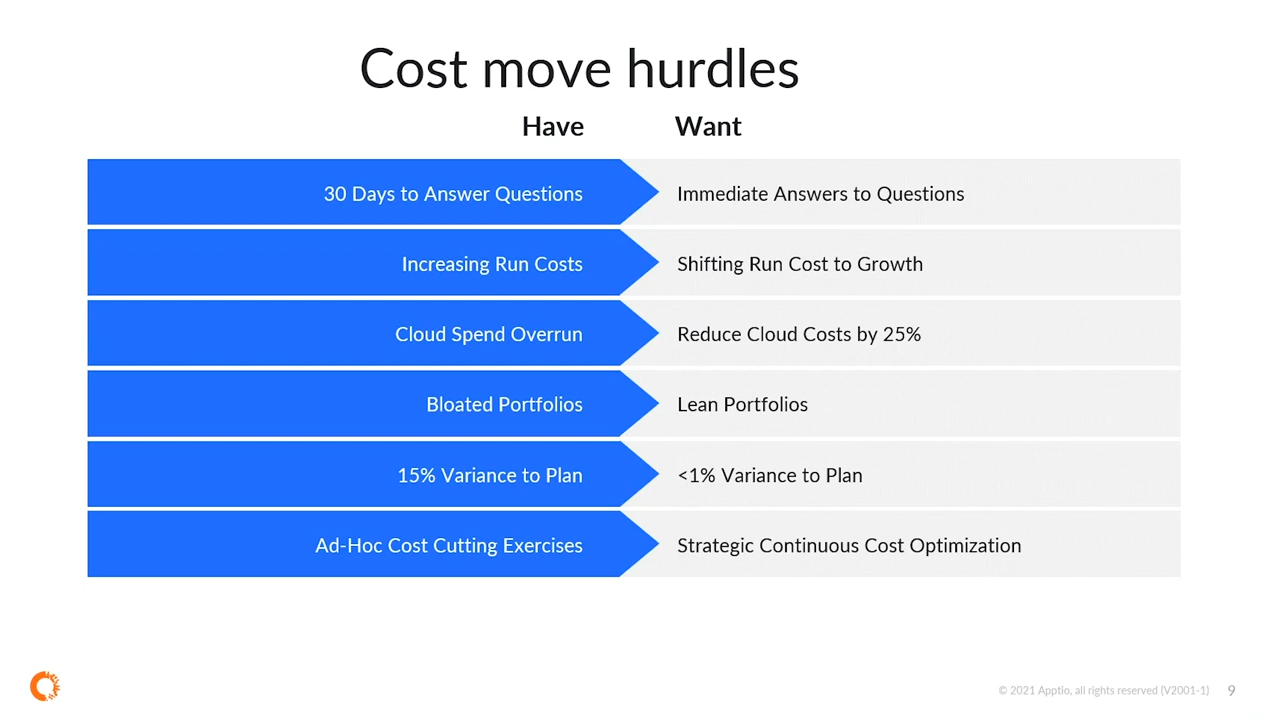 Cost move hurdles
Have Want
30 Days to Answer Questions Immediate Answers to Questions
Increasing Run Costs Shifting Run Cost to Growth
Cloud Spend Overrun Reduce Cloud Costs by 25%
Bloated Portfolios Lean Portfolios
15% Variance to Plan <1% Variance to Plan
Ad-Hoc Cost Cutting Exercises Strategic Continuous Cost Optimization
© 2021 Apptio, all rights reserved (V2001-1) 9